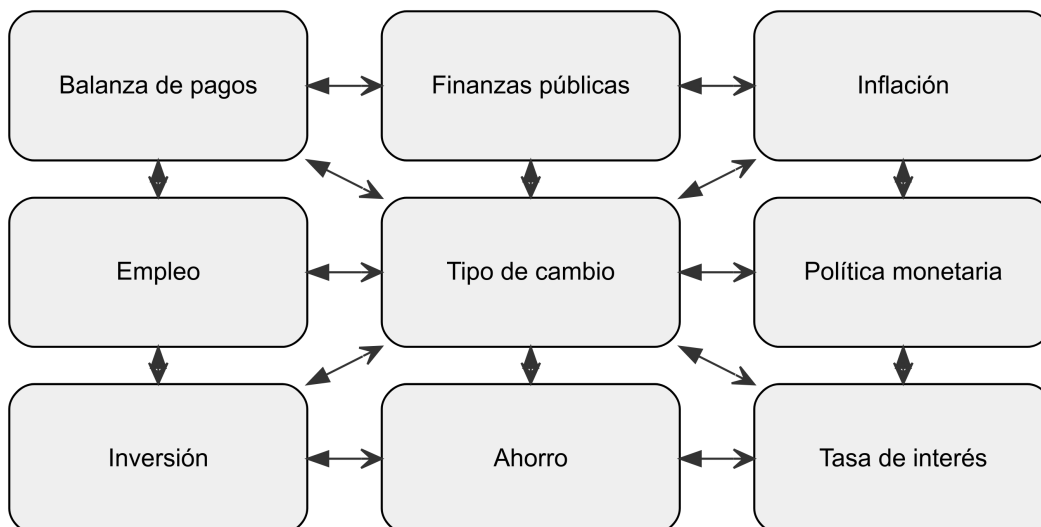 Balanza de pagos
Finanzas públicas
Inflación
Empleo
Tipo de cambio
Política monetaria
Inversión
Ahorro
Tasa de interés